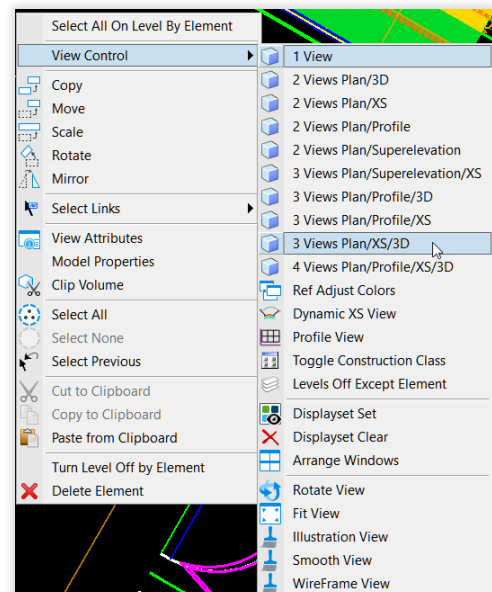 Select All On Level By Element
View Control
Copy
Move
Scale
Rotate
Mirror
Select Links
View Attributes
Model Properties
Clip Volume
Select All
Select None
Select Previous
Cut to Clipboard
Copy to Clipboard
Paste from Clipboard
Turn Level Off by Element
Delete Element
1 View
2 Views Plan/3D
2 Views Plan/XS
2 Views Plan/Profile
2 Views Plan/Superelevation
3 Views Plan/Superelevation/XS
3 Views Plan/Profile/3D
3 Views Plan/Profile/XS
3 Views Plan/XS/3D
4 Views Plan/Profile/XS/3D
Ref Adjust Colors
Dynamic XS View
Profile View
Toggle Construction Class
Levels Off Except Element
Displayset Set
Displayset Clear
Arrange Windows
Rotate View
Fit View
Illustration View
Smooth View
WireFrame View